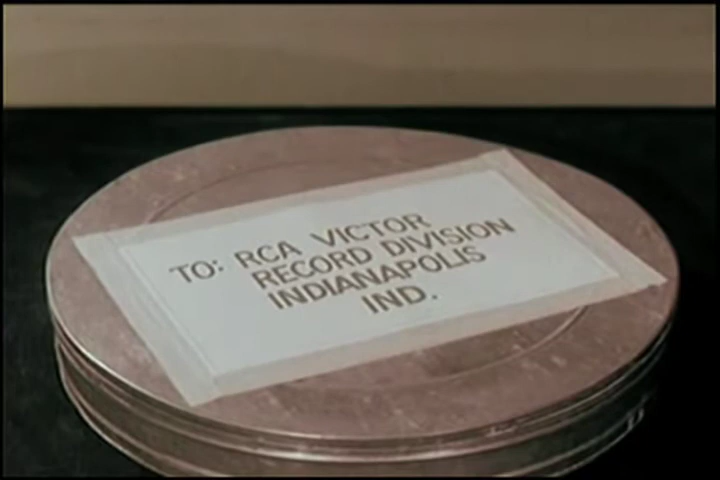 TO: RCA VICTOR
RECORD DIVISION
INDIANAPOLIS
IND.